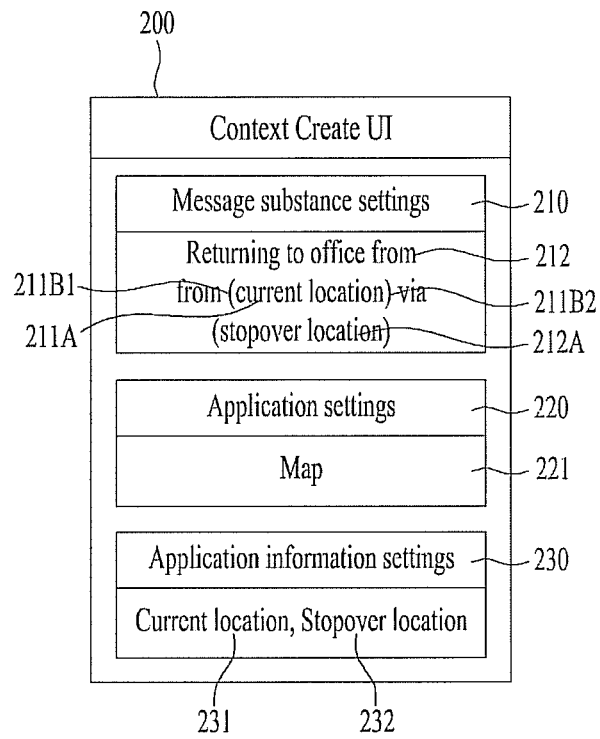 200
Context Create UI
Message substance settings
210
Returning to office from
212
211B1
from (current location) via
211B2
211A
(stopover location)
212A
Application settings
220
Map
221
Application information settings
230
Current location, Stopover location
231
232